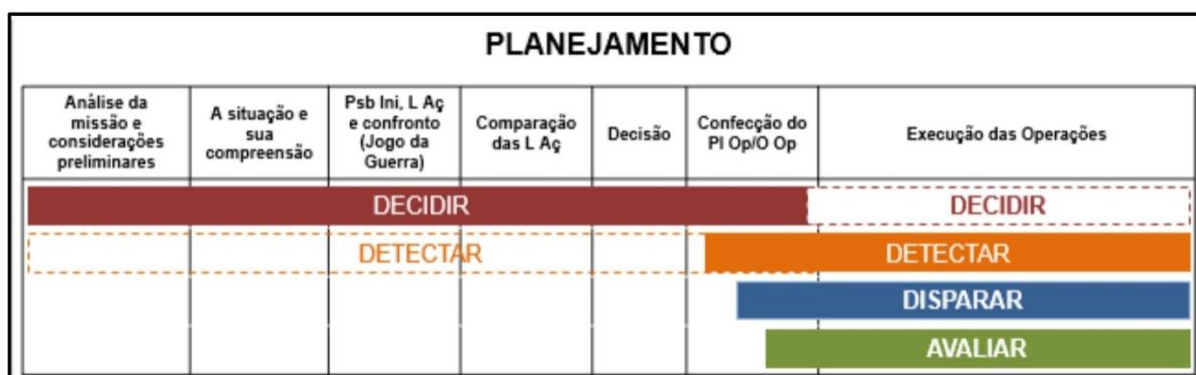 PLANEJAMENTO
Análise da
missão e
considerações
preliminares
A situação e
sua
compreensão
Psb Ini, L Aç
e confronto
(Jogo da
Guerra)
Comparação
das L Aç
Decisão
Confecção do
Pl Op/O Op
Execução das Operações
DECIDIR
DECIDIR
DETECTAR
DETECTAR
DISPARAR
AVALIAR